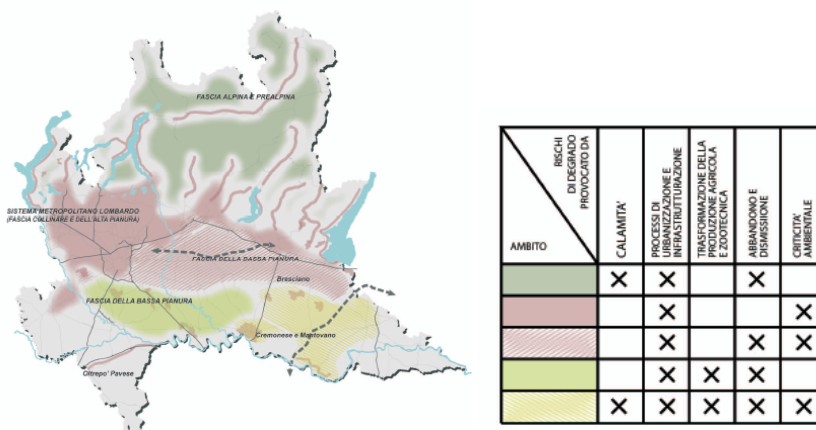 FASCIA ALPINA E PREALPINA
SISTEMA METROPOLITANO LOMBARDO
(FASCIA COLLINARE E DELL'ALTA PIANURA)
FASCIA DELLA BASSA PIANURA
Bresciano
FASCIA DELLA BASSA PIANURA
Cremonese e Mantovano
Oltrepo' Pavese
RISCHI
DI DEGRADO
PROVOCATO DA
AMBITO
CALAMITA'
PROCESSI DI
URBANIZZAZIONE E
INFRASTRUTTURAZIONE
TRASFORMAZIONE DELLA
PRODUZIONE AGRICOLA
E ZOOTECNICA
ABBANDONO E
DISMISSIONE
CRITICITA'
AMBIENTALE
X X X
X X
X X X
X X X
X X X X X